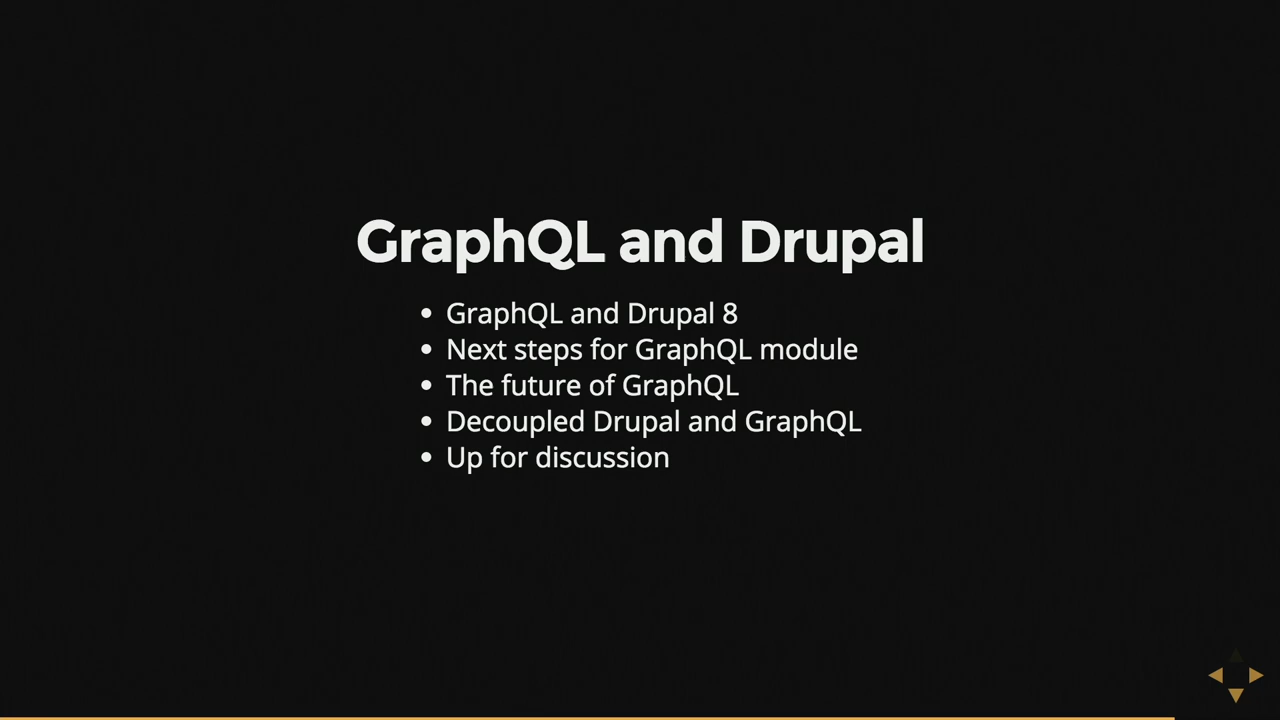 GraphQL and Drupal
• GraphQL and Drupal 8
• Next steps for GraphQL module
• The future of GraphQL
• Decoupled Drupal and GraphQL
• Up for discussion